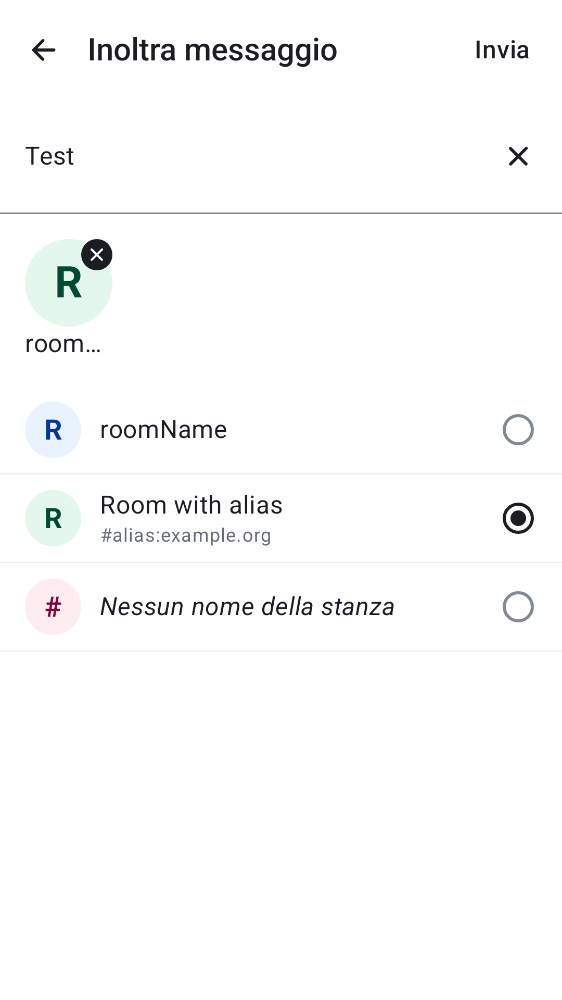 Inoltra messaggio
Invia
Test
R
room…
R
roomName
R
Room with alias
#alias:example.org
#
Nessun nome della stanza